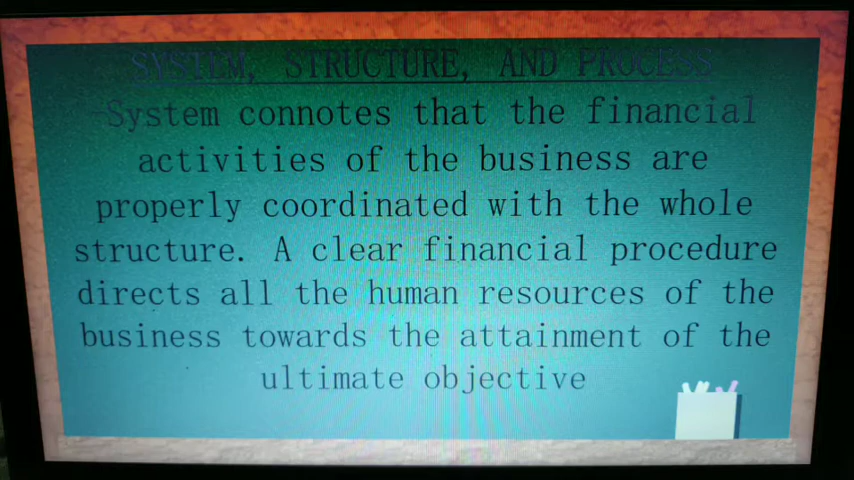 SYSTEM, STRUCTURE, AND PROCESS
System connotes that the financial
activities of the business are
properly coordinated with the whole
structure. A clear financial procedure
directs all the human resources of the
business towards the attainment of the
ultimate objective